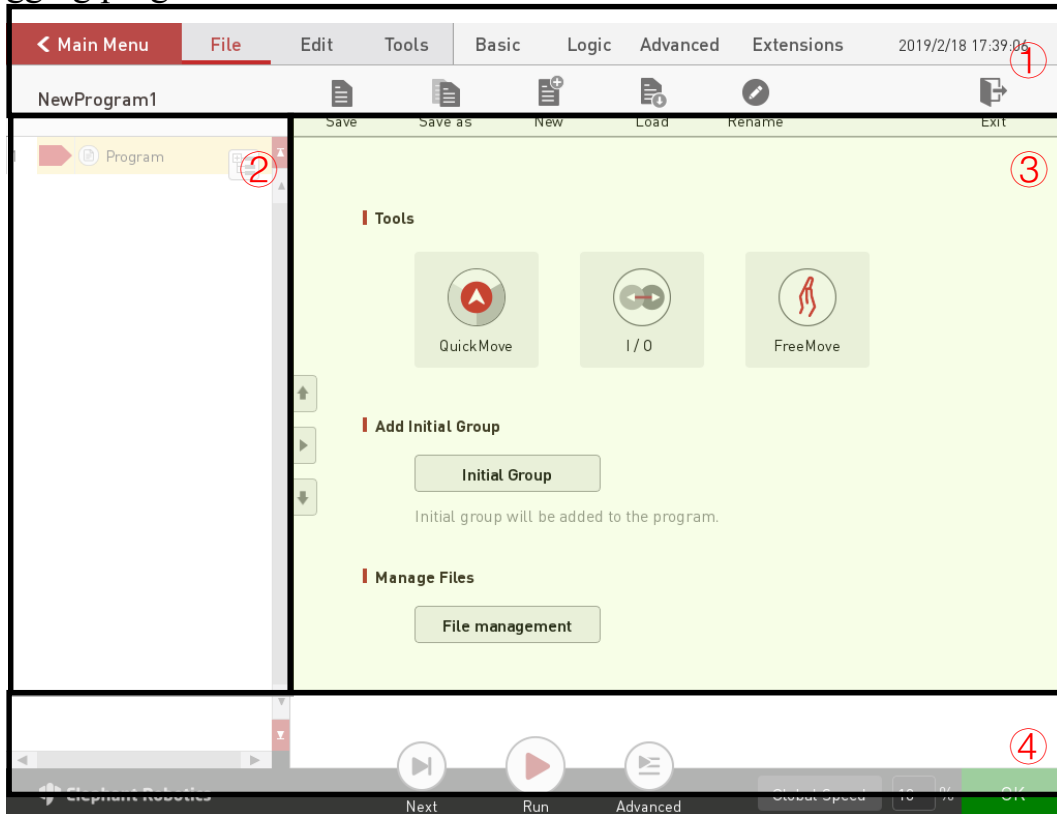 Main Menu File Edit Tools Basic Logic Advanced Extensions 2019/2/18 17:39:06
①
NewProgram1
Save Save as New Load Rename Exit
Program
②
③
Tools
QuickMove I / O FreeMove
Add Initial Group
Initial Group
Initial group will be added to the program.
Manage Files
File management
④
Elephant Robotics Global Speed 10 % OK
Next Run Advanced